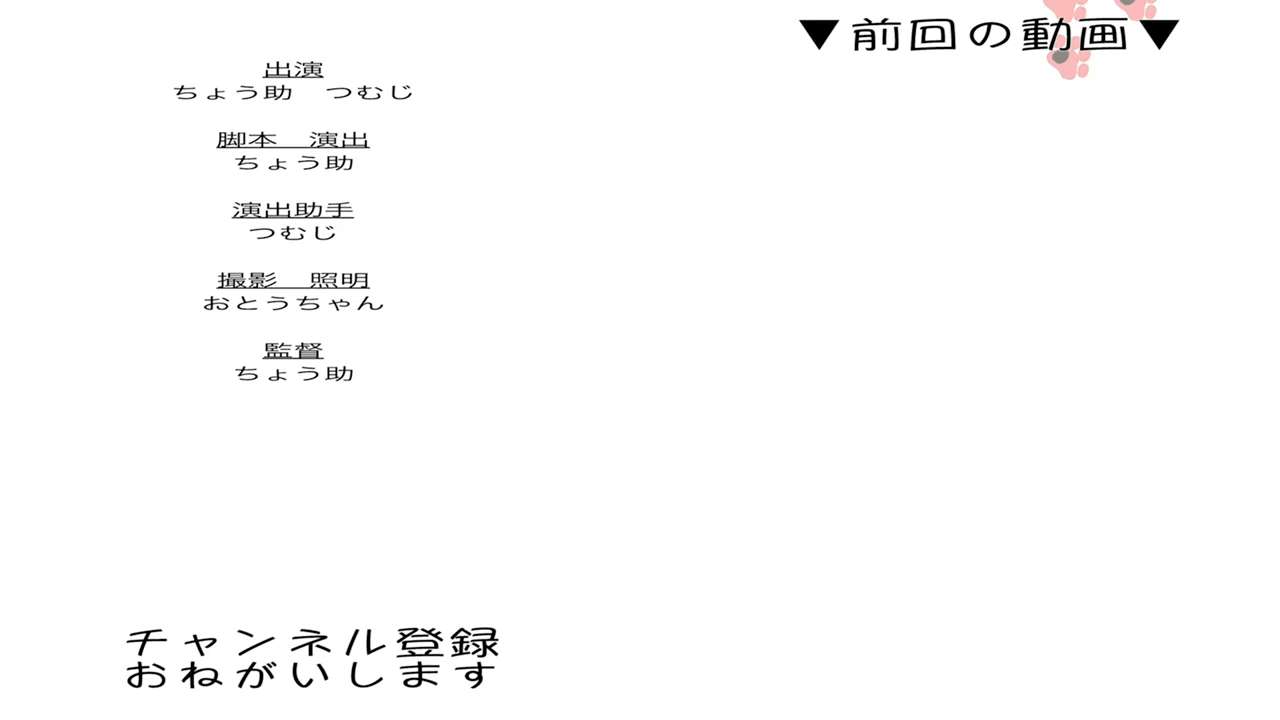 ▼前回の動画▼
出演
ちょう助　つむじ
脚本　演出
ちょう助
演出助手
つむじ
撮影　照明
おとうちゃん
監督
ちょう助
チャンネル登録
おねがいします